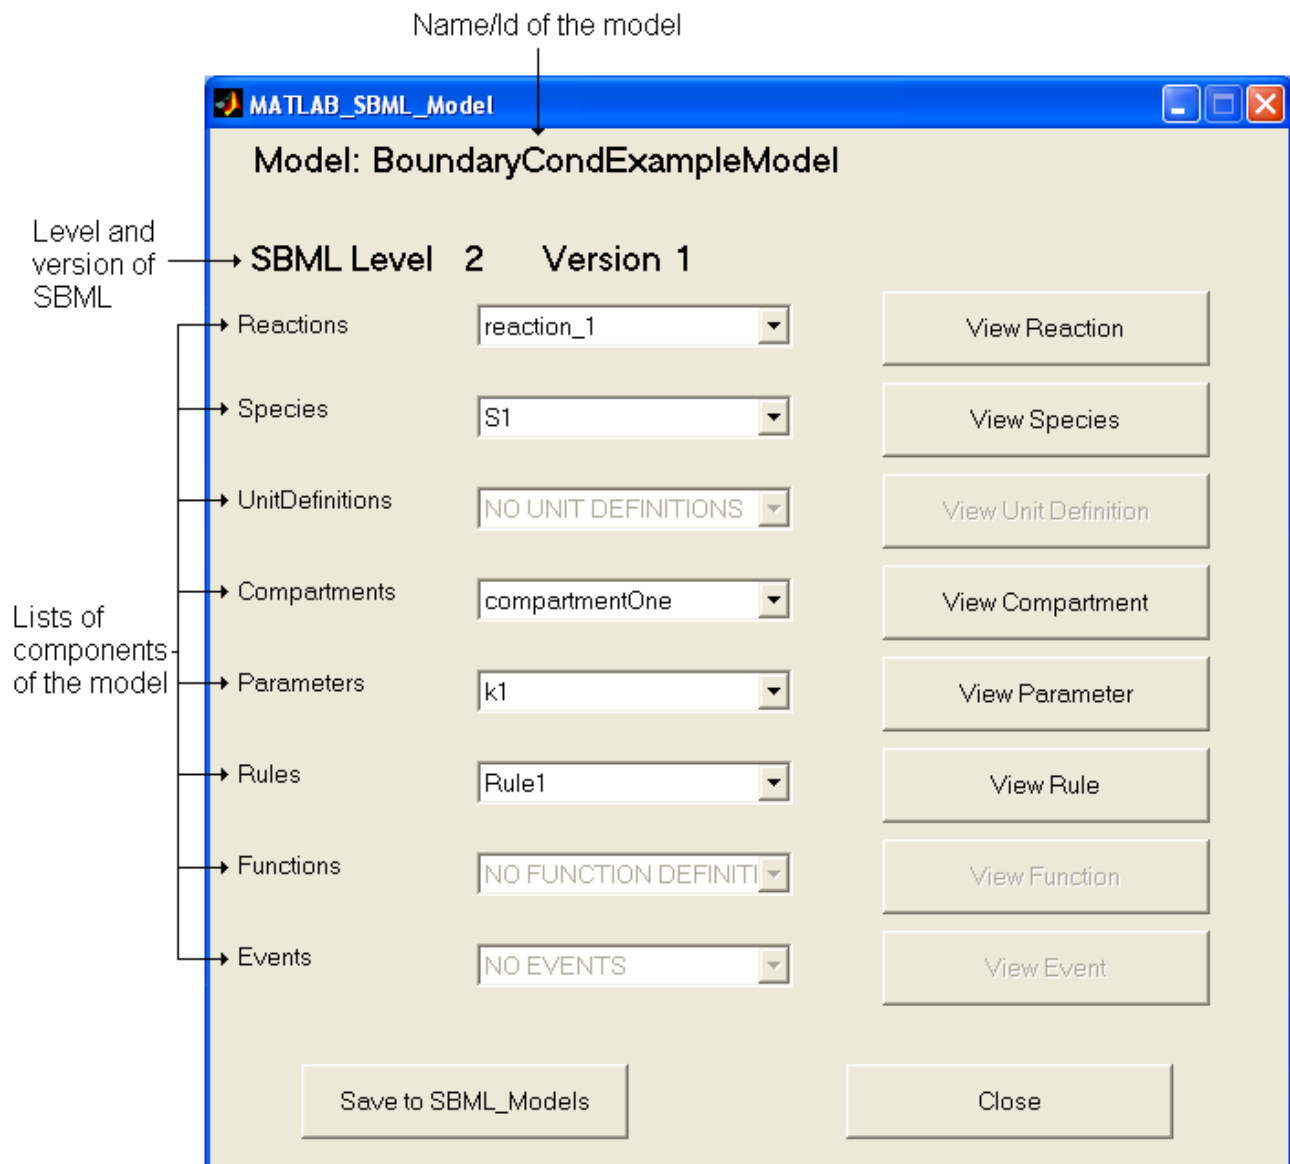 Name/Id of the model
MATLAB_SBML_Model
Model: BoundaryCondExampleModel
Level and
version of
SBML
SBML Level 2 Version 1
Reactions reaction_1 View Reaction
Species S1 View Species
UnitDefinitions NO UNIT DEFINITIONS View Unit Definition
Compartments compartmentOne View Compartment
Lists of
components
of the model
Parameters k1 View Parameter
Rules Rule1 View Rule
Functions NO FUNCTION DEFINITI View Function
Events NO EVENTS View Event
Save to SBML_Models Close